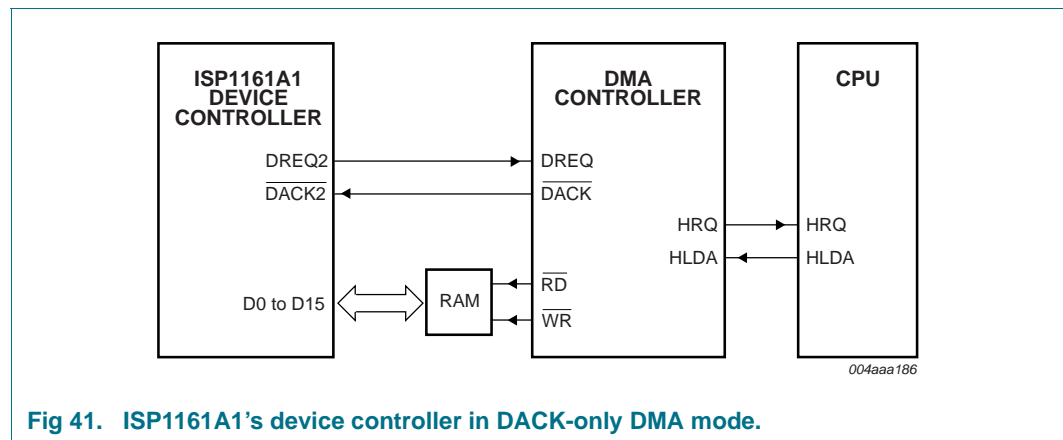 ISP1161A1
DEVICE
CONTROLLER
DMA
CONTROLLER
CPU
DREQ2
DREQ
DACK2
DACK
HRQ
HRQ
HLDA
HLDA
RD
D0 to D15
RAM
WR
004aaa186
Fig 41. ISP1161A1’s device controller in DACK-only DMA mode.